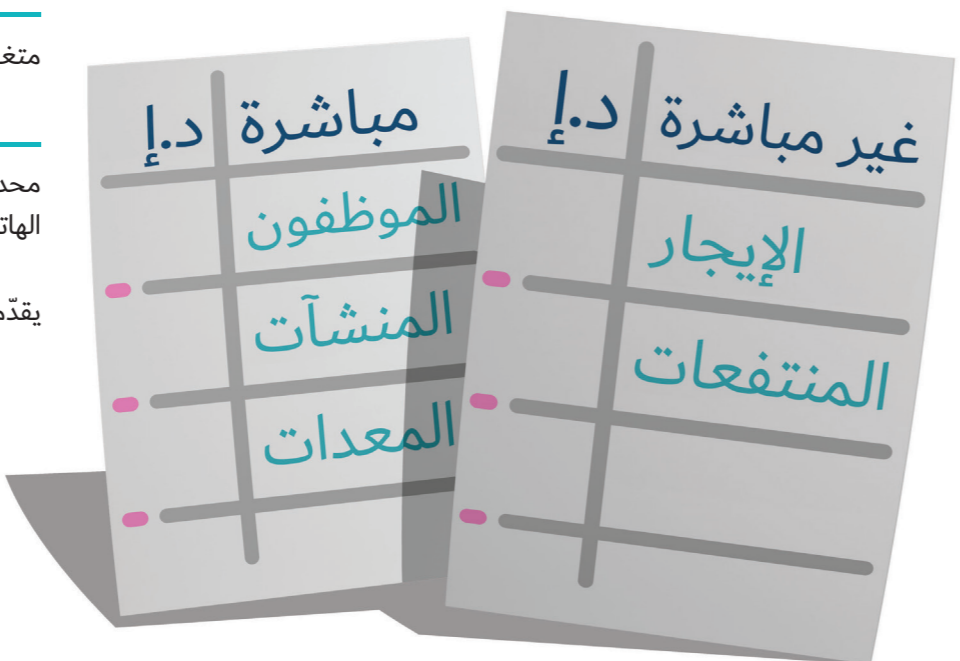 غير مباشرة د.إ
الإيجار
المنتفعات
مباشرة د.إ
الموظفون
المنشآت
المعدات